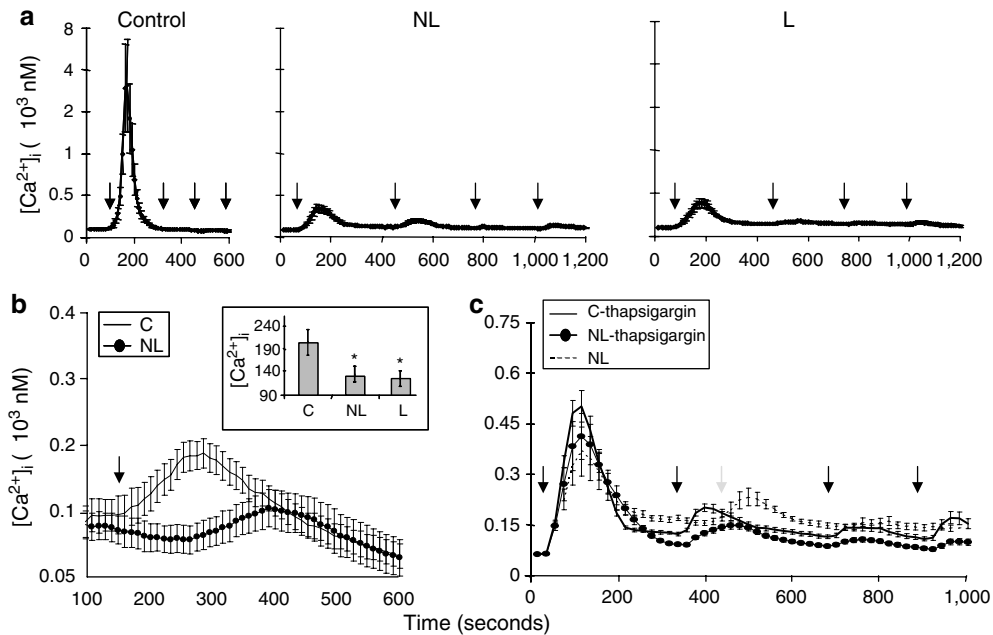 a
Control
NL
L
[Ca2+]i ( 10³ nM)
8
4
2
1
0.5
0
0 200 400 600
0 200 400 600 800 1,000 1,200
0 200 400 600 800 1,000 1,200
b
C
NL
[Ca2+]i ( 10³ nM)
0.4
0.3
0.2
0.1
0.05
100 200 300 400 500 600
[Ca2+]i
240
190
140
90
* *
C NL L
c
C-thapsigargin
NL-thapsigargin
NL
0.75
0.45
0.3
0.15
0
0 200 400 600 800 1,000
Time (seconds)